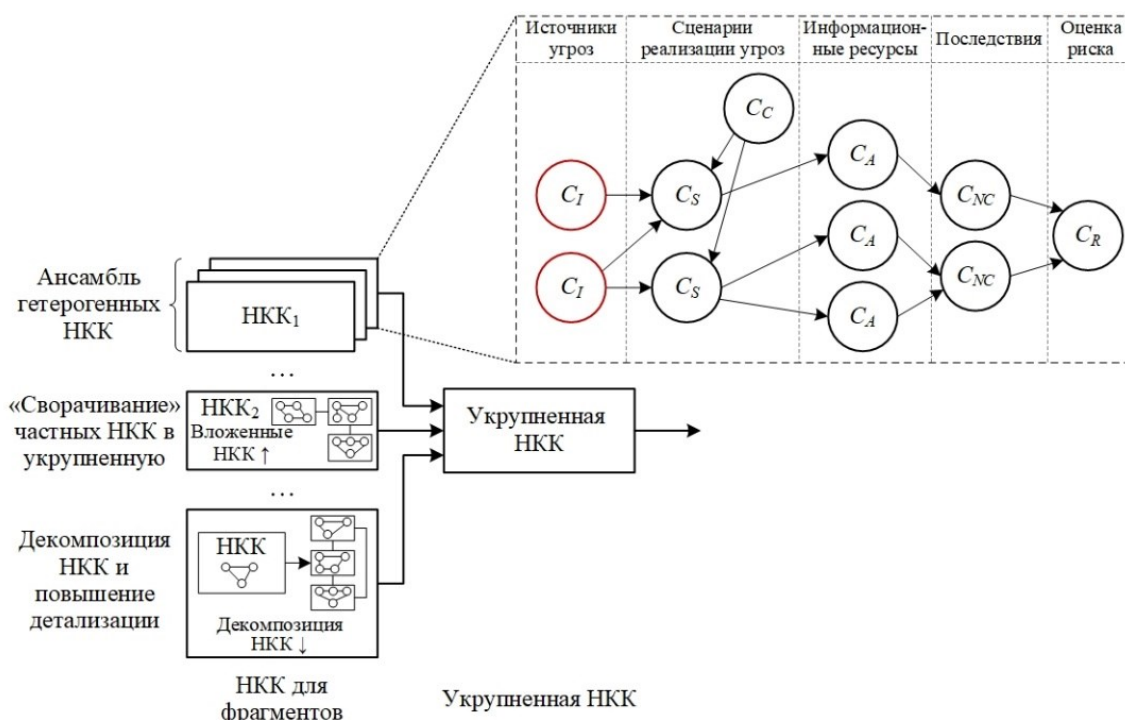 Источники
угроз
Сценарии
реализации угроз
Информацион-
ные ресурсы
Последствия
Оценка
риска
C_C
C_A
C_I
C_S
C_NC
C_A
C_R
C_I
C_S
C_NC
C_A
Ансамбль
гетерогенных
НКК
НКК₁
...
«Сворачивание»
частных НКК в
укрупненную
НКК₂
Вложенные
НКК ↑
Укрупненная
НКК
...
Декомпозиция
НКК и
повышение
детализации
НКК
Декомпозиция
НКК ↓
НКК для
фрагментов
Укрупненная НКК